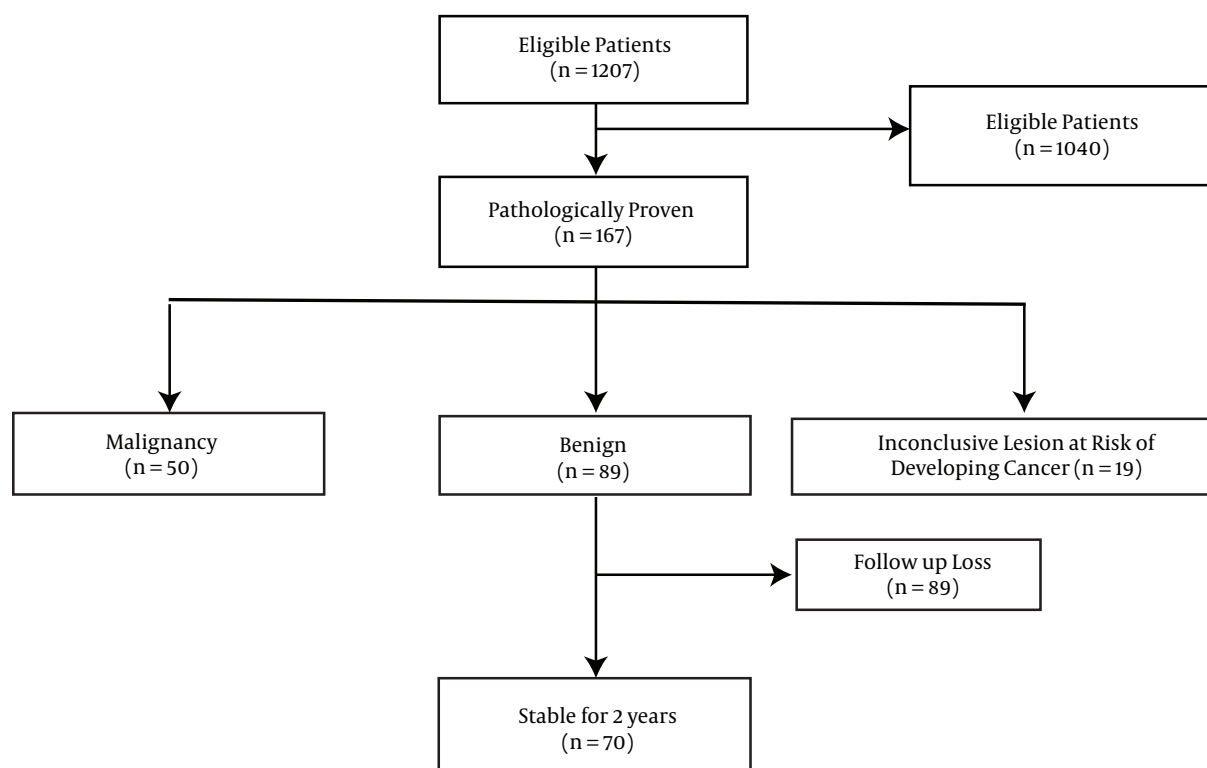 Eligible Patients
(n = 1207)
Eligible Patients
(n = 1040)
Pathologically Proven
(n = 167)
Malignancy
(n = 50)
Benign
(n = 89)
Inconclusive Lesion at Risk of
Developing Cancer (n = 19)
Follow up Loss
(n = 89)
Stable for 2 years
(n = 70)